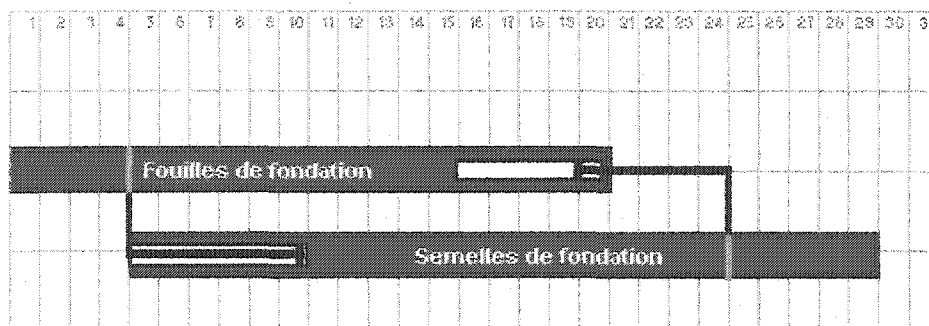 1 2 3 4 5 6 7 8 9 10 11 12 13 14 15 16 17 18 19 20 21 22 23 24 25 26 27 28 29 30 3
Fouilles de fondation
Semelles de fondation